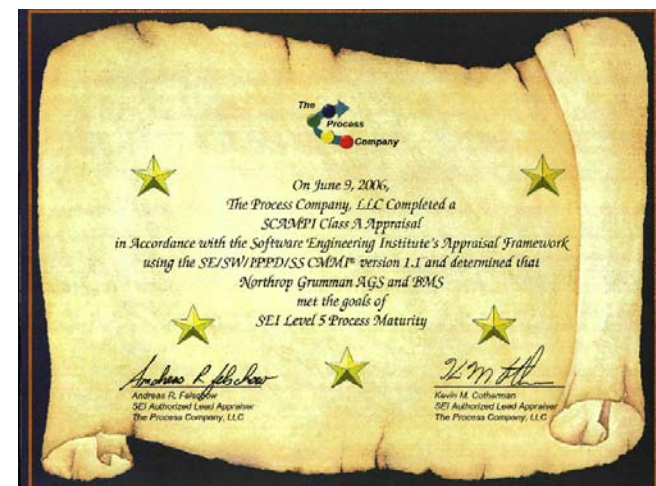 The
Process
Company
On June 9, 2006,
The Process Company, LLC Completed a
SCAMPI Class A Appraisal
in Accordance with the Software Engineering Institute's Appraisal Framework
using the SE/SW/IPPD/SS CMMI® version 1.1 and determined that
Northrop Grumman AGS and BMS
met the goals of
SEI Level 5 Process Maturity
Andreas R. Felschow
Andreas R. Felschow
SEI Authorized Lead Appraiser
The Process Company, LLC
Kevin M. Cotherman
SEI Authorized Lead Appraiser
The Process Company, LLC